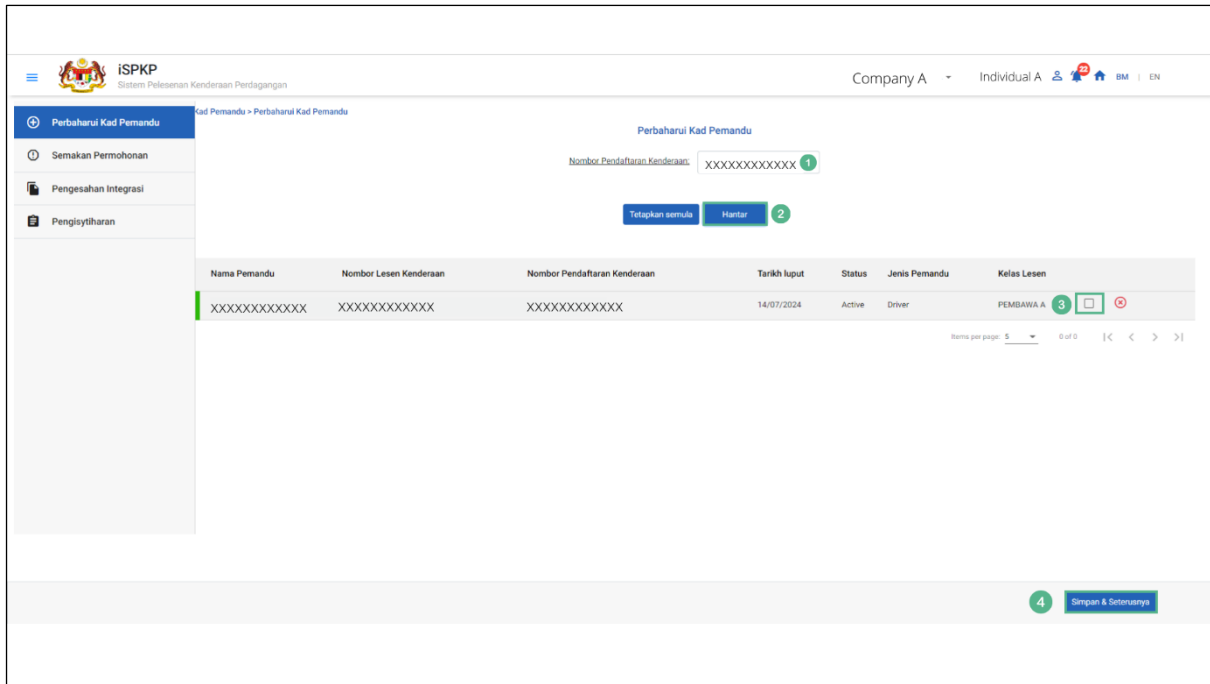 iSPKP
Sistem Pelesenan Kenderaan Perdagangan
Company A
Individual A
22
BM | EN
Perbaharui Kad Pemandu
Semakan Permohonan
Pengesahan Integrasi
Pengisytiharan
Kad Pemandu > Perbaharui Kad Pemandu
Perbaharui Kad Pemandu
Nombor Pendaftaran Kenderaan: XXXXXXXXXXXX 1
Tetapkan semula Hantar 2
Nama Pemandu Nombor Lesen Kenderaan Nombor Pendaftaran Kenderaan Tarikh luput Status Jenis Pemandu Kelas Lesen
XXXXXXXXXXXX XXXXXXXXXXXX XXXXXXXXXXXX 14/07/2024 Active Driver PEMBAWA A 3
Items per page: 5 0 of 0
4 Simpan & Seterusnya